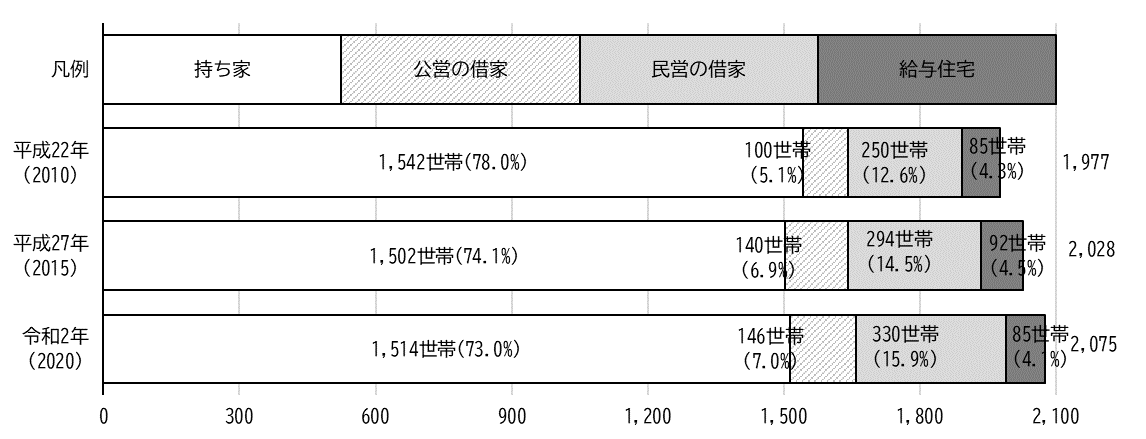 凡例 持ち家 公営の借家 民営の借家 給与住宅
平成22年
(2010)
1,542世帯(78.0%)
100世帯
(5.1%)
250世帯
(12.6%)
85世帯
(4.3%)
1,977
平成27年
(2015)
1,502世帯(74.1%)
140世帯
(6.9%)
294世帯
(14.5%)
92世帯
(4.5%)
2,028
令和2年
(2020)
1,514世帯(73.0%)
146世帯
(7.0%)
330世帯
(15.9%)
85世帯
(4.1%)
2,075
0 300 600 900 1,200 1,500 1,800 2,100